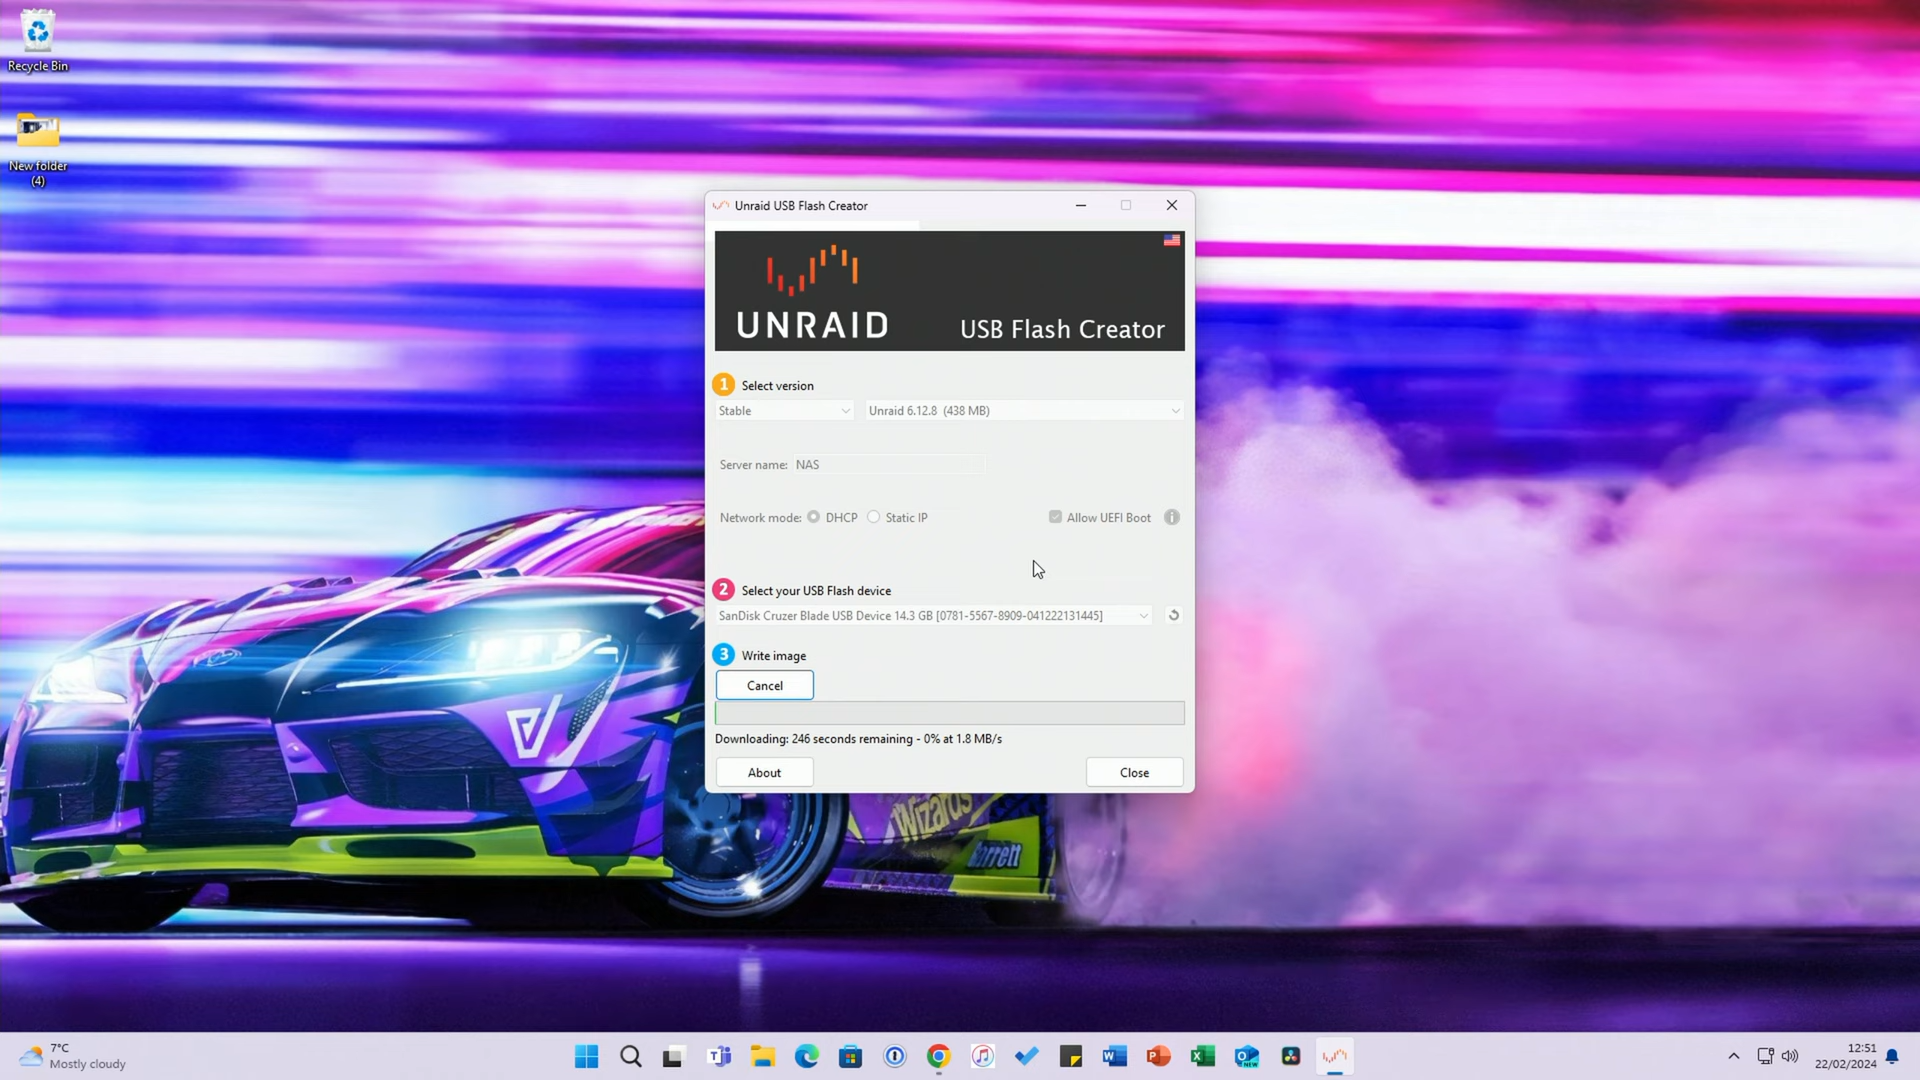 Recycle Bin
New folder
(4)
Unraid USB Flash Creator
UNRAID
USB Flash Creator
1 Select version
Stable
Unraid 6.12.8 (438 MB)
Server name: NAS
Network mode: DHCP Static IP
Allow UEFI Boot
2 Select your USB Flash device
SanDisk Cruzer Blade USB Device 14.3 GB [0781-5567-8909-041222131445]
3 Write image
Cancel
Downloading: 246 seconds remaining - 0% at 1.8 MB/s
About
Close
Wizards
Garrett
7°C
Mostly cloudy
12:51
22/02/2024